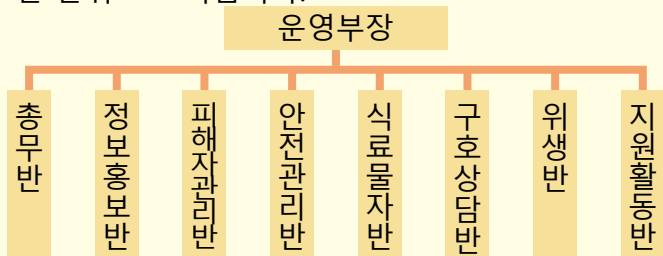 운영부장
총무반
정보홍보반
피해자관리반
안전관리반
식료물자반
구호상담반
위생반
지원활동반